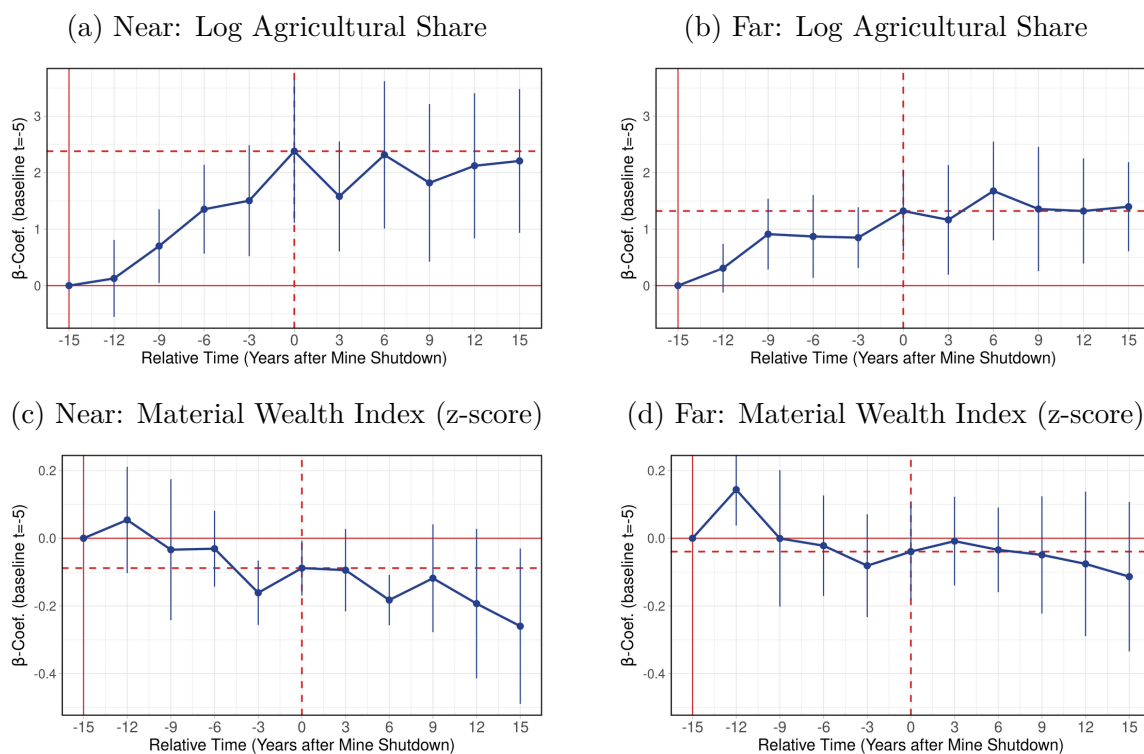 (a) Near: Log Agricultural Share
(b) Far: Log Agricultural Share
β-Coef. (baseline t=-5)
3
2
1
0
-15 -12 -9 -6 -3 0 3 6 9 12 15
Relative Time (Years after Mine Shutdown)
β-Coef. (baseline t=-5)
3
2
1
0
-15 -12 -9 -6 -3 0 3 6 9 12 15
Relative Time (Years after Mine Shutdown)
(c) Near: Material Wealth Index (z-score)
(d) Far: Material Wealth Index (z-score)
β-Coef. (baseline t=-5)
0.2
0.0
-0.2
-0.4
-15 -12 -9 -6 -3 0 3 6 9 12 15
Relative Time (Years after Mine Shutdown)
β-Coef. (baseline t=-5)
0.2
0.0
-0.2
-0.4
-15 -12 -9 -6 -3 0 3 6 9 12 15
Relative Time (Years after Mine Shutdown)